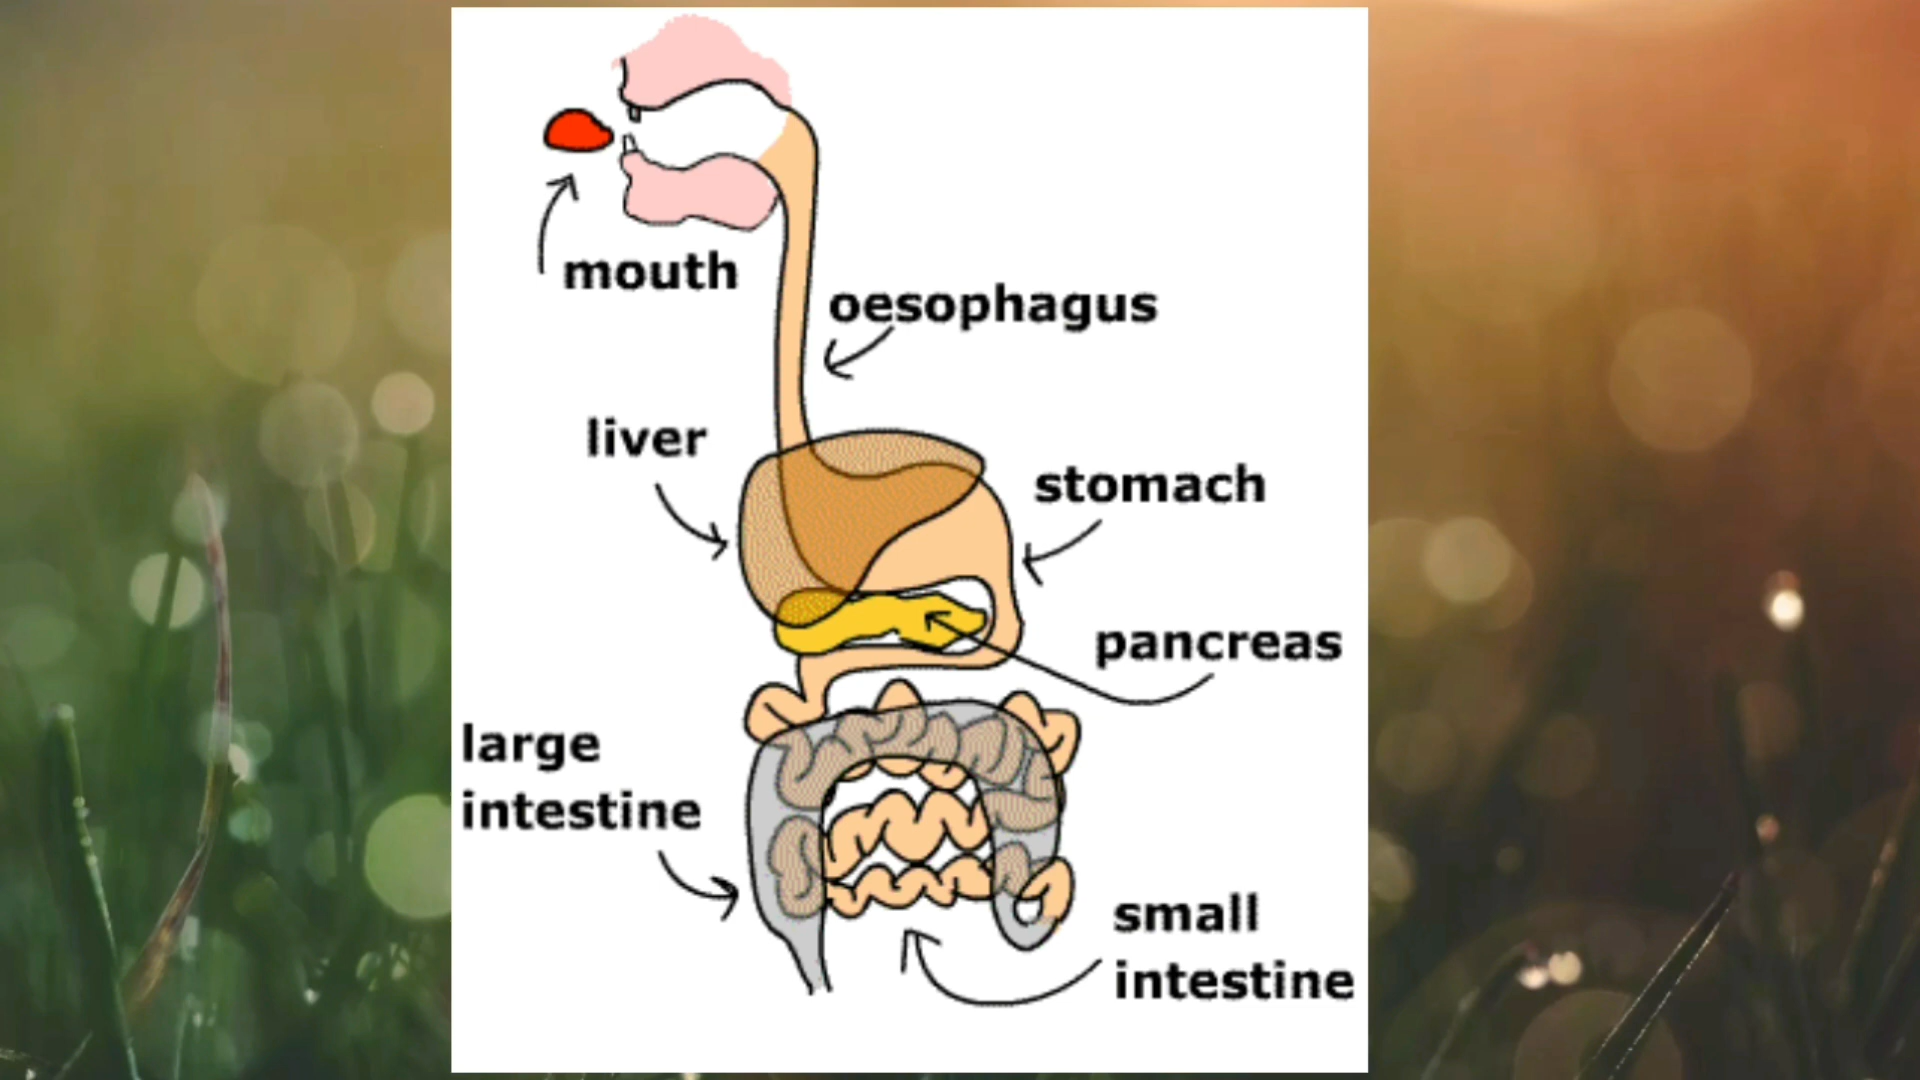 mouth
oesophagus
liver
stomach
pancreas
large
intestine
small
intestine